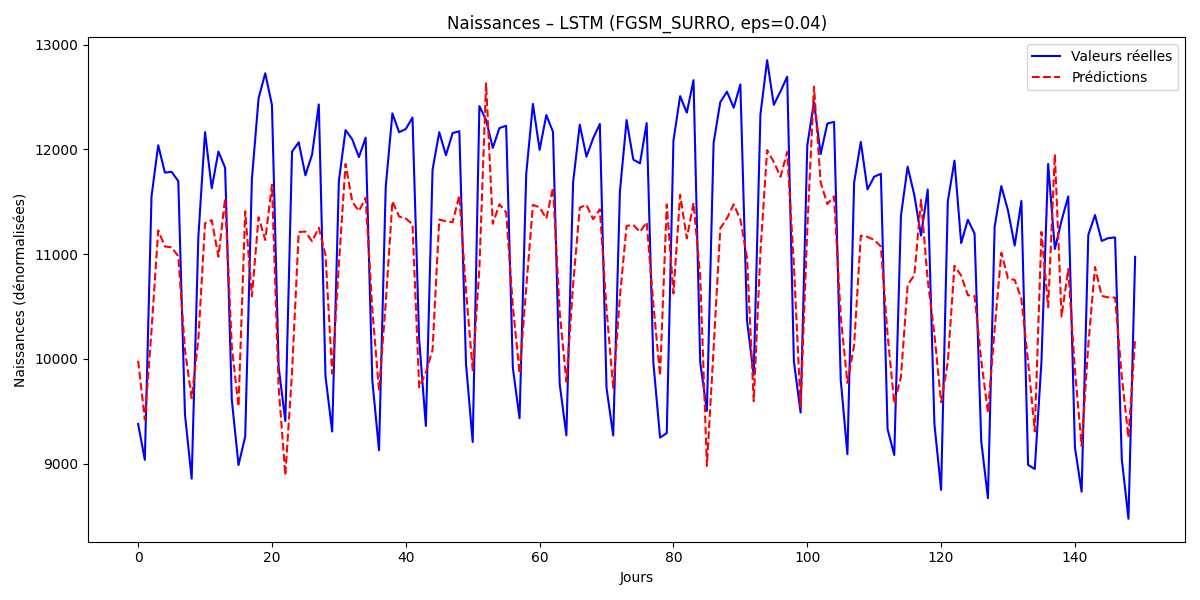 Naissances – LSTM (FGSM_SURRO, eps=0.04)
Valeurs réelles
Prédictions
Naissances (dénormalisées)
13000
12000
11000
10000
9000
0 20 40 60 80 100 120 140
Jours